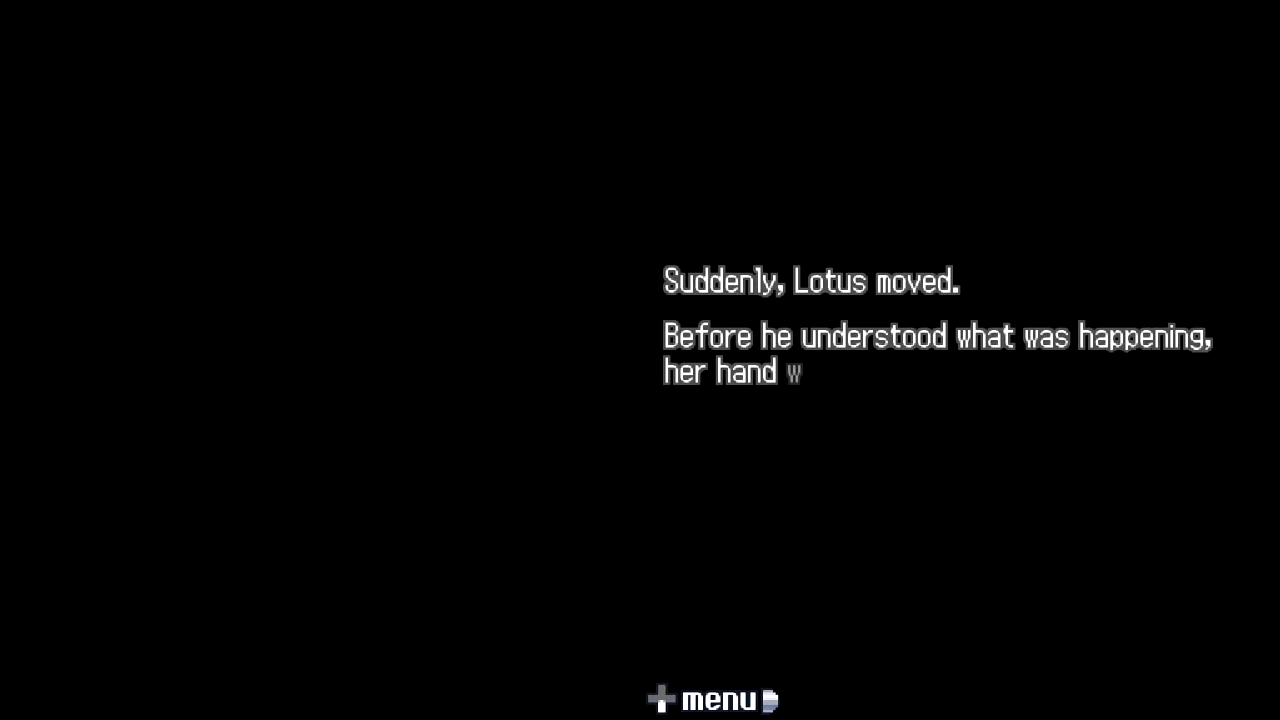 Suddenly, Lotus moved.
Before he understood what was happening,
her hand w
menu